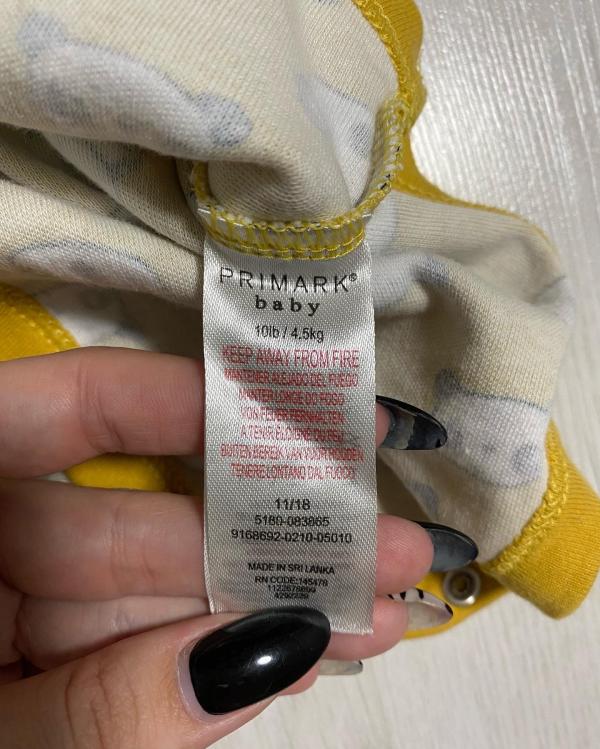 PRIMARK®
baby
10lb / 4.5kg
KEEP AWAY FROM FIRE
MANTENER ALEJADO DEL FUEGO
MANTER LONGE DO FOGO
VON FEUER FERNHALTEN
A TENIR ÉLOIGNÉ DU FEU
BUITEN BEREIK VAN VUUR HOUDEN
TENERE LONTANO DAL FUOCO
11/18
5180-083865
9168692-0210-05010
MADE IN SRI LANKA
RN CODE:145478